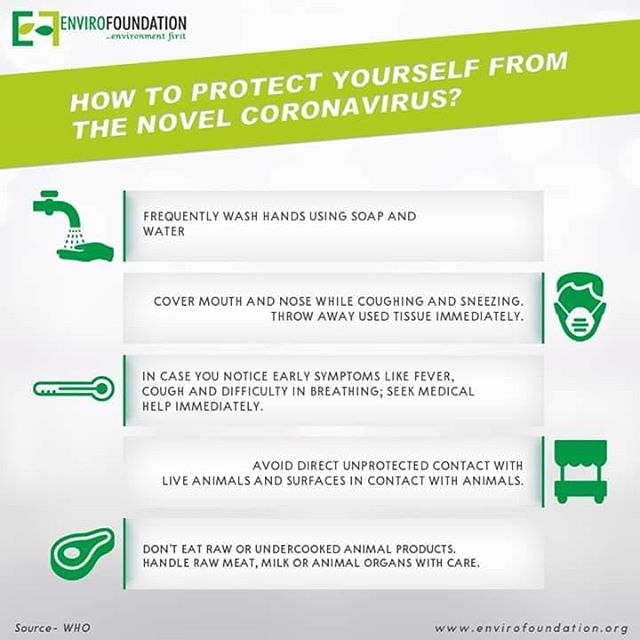 ENVIROFOUNDATION
...environment first
HOW TO PROTECT YOURSELF FROM
THE NOVEL CORONAVIRUS?
FREQUENTLY WASH HANDS USING SOAP AND
WATER
COVER MOUTH AND NOSE WHILE COUGHING AND SNEEZING.
THROW AWAY USED TISSUE IMMEDIATELY.
IN CASE YOU NOTICE EARLY SYMPTOMS LIKE FEVER,
COUGH AND DIFFICULTY IN BREATHING; SEEK MEDICAL
HELP IMMEDIATELY.
AVOID DIRECT UNPROTECTED CONTACT WITH
LIVE ANIMALS AND SURFACES IN CONTACT WITH ANIMALS.
DON'T EAT RAW OR UNDERCOOKED ANIMAL PRODUCTS.
HANDLE RAW MEAT, MILK OR ANIMAL ORGANS WITH CARE.
Source- WHO
www.envirofoundation.org